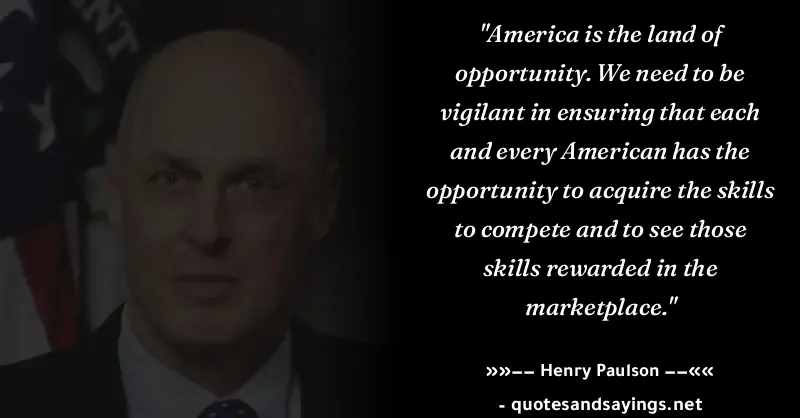 NT
"America is the land of
opportunity. We need to be
vigilant in ensuring that each
and every American has the
opportunity to acquire the skills
to compete and to see those
skills rewarded in the
marketplace."
»»—— Henry Paulson ——««
- quotesandsayings.net